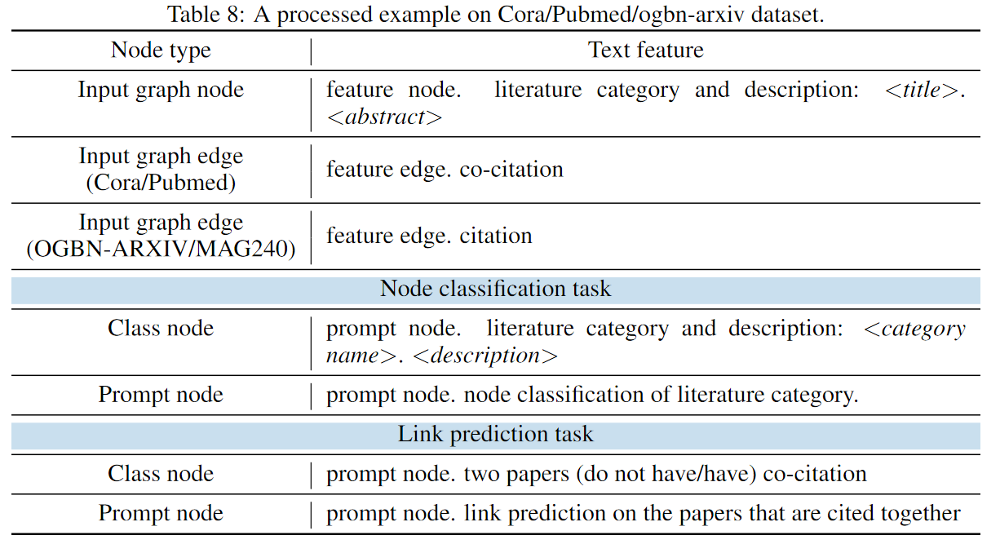 Table 8: A processed example on Cora/Pubmed/ogbn-arxiv dataset.
Node type Text feature
Input graph node feature node. literature category and description: <title>.
<abstract>
Input graph edge
(Cora/Pubmed)
feature edge. co-citation
Input graph edge
(OGBN-ARXIV/MAG240)
feature edge. citation
Node classification task
Class node prompt node. literature category and description: <category
name>. <description>
Prompt node prompt node. node classification of literature category.
Link prediction task
Class node prompt node. two papers (do not have/have) co-citation
Prompt node prompt node. link prediction on the papers that are cited together